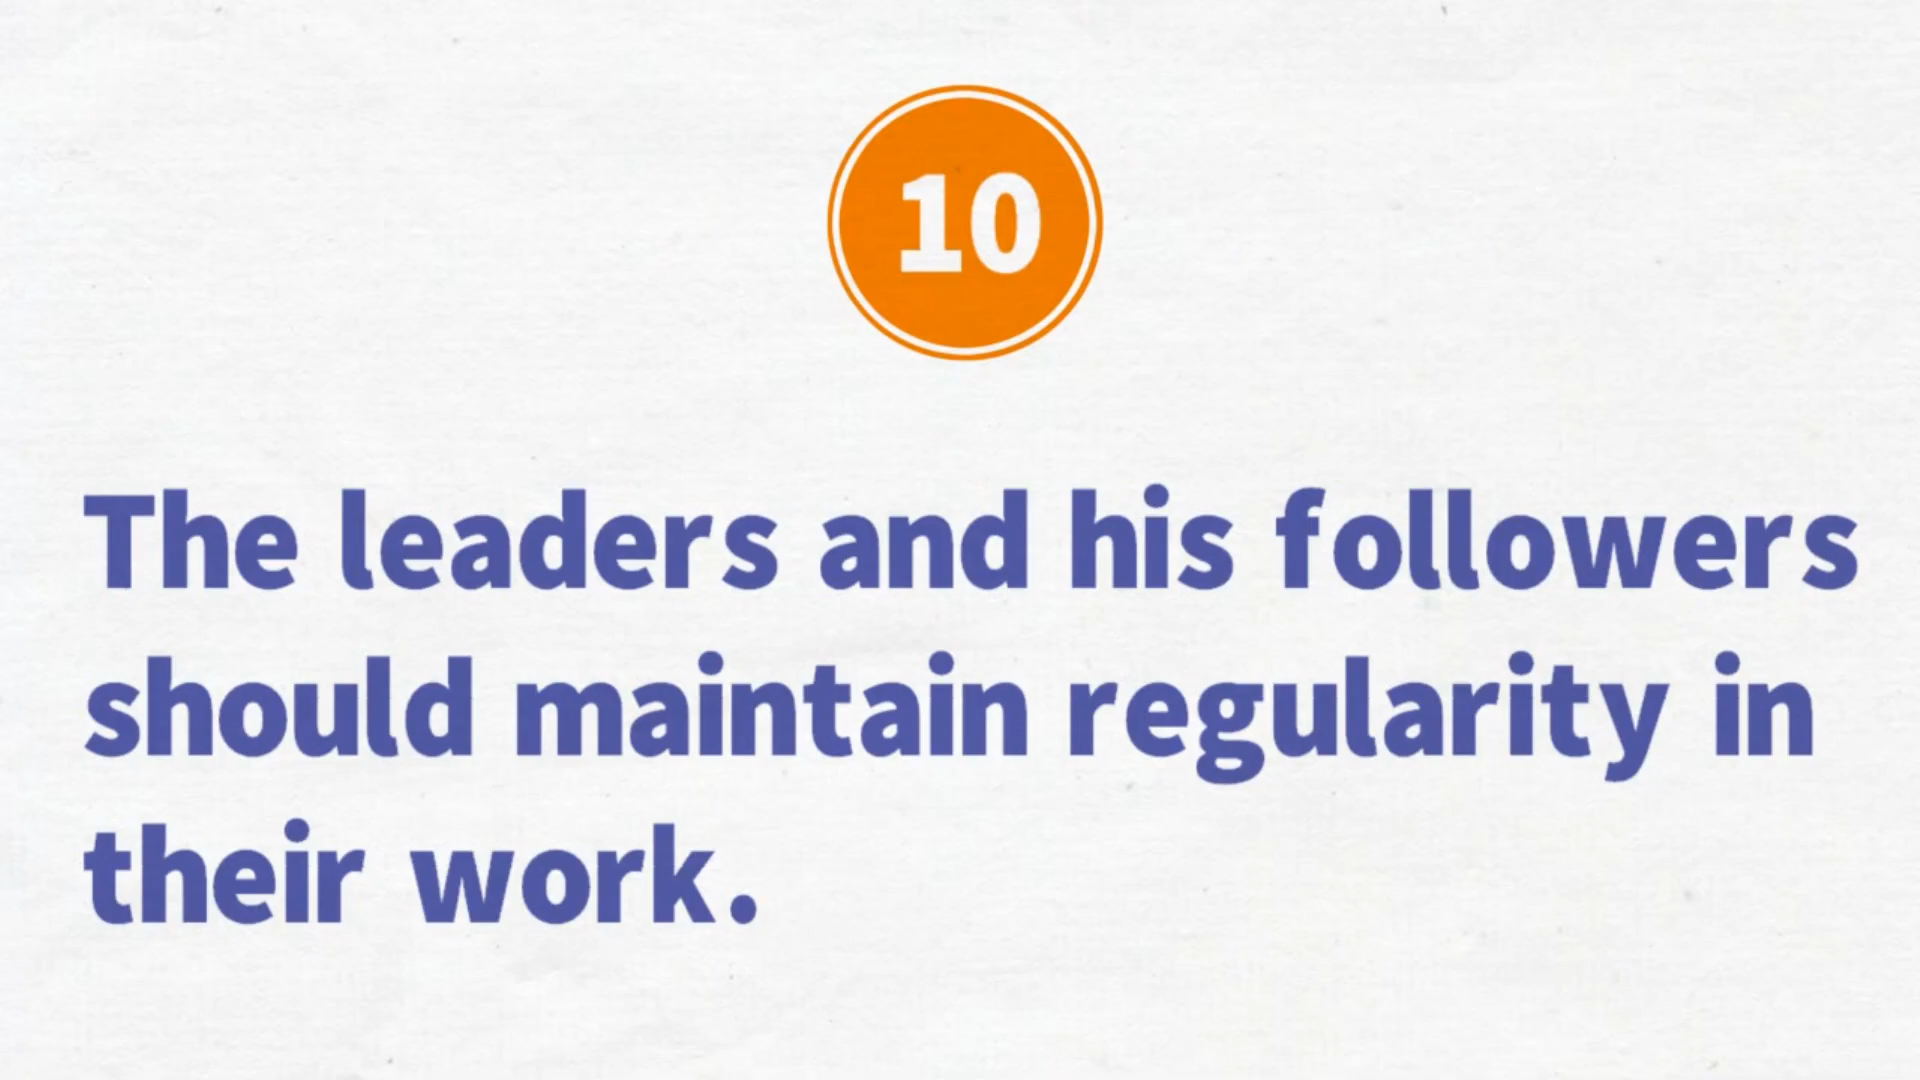 10
The leaders and his followers
should maintain regularity in
their work.